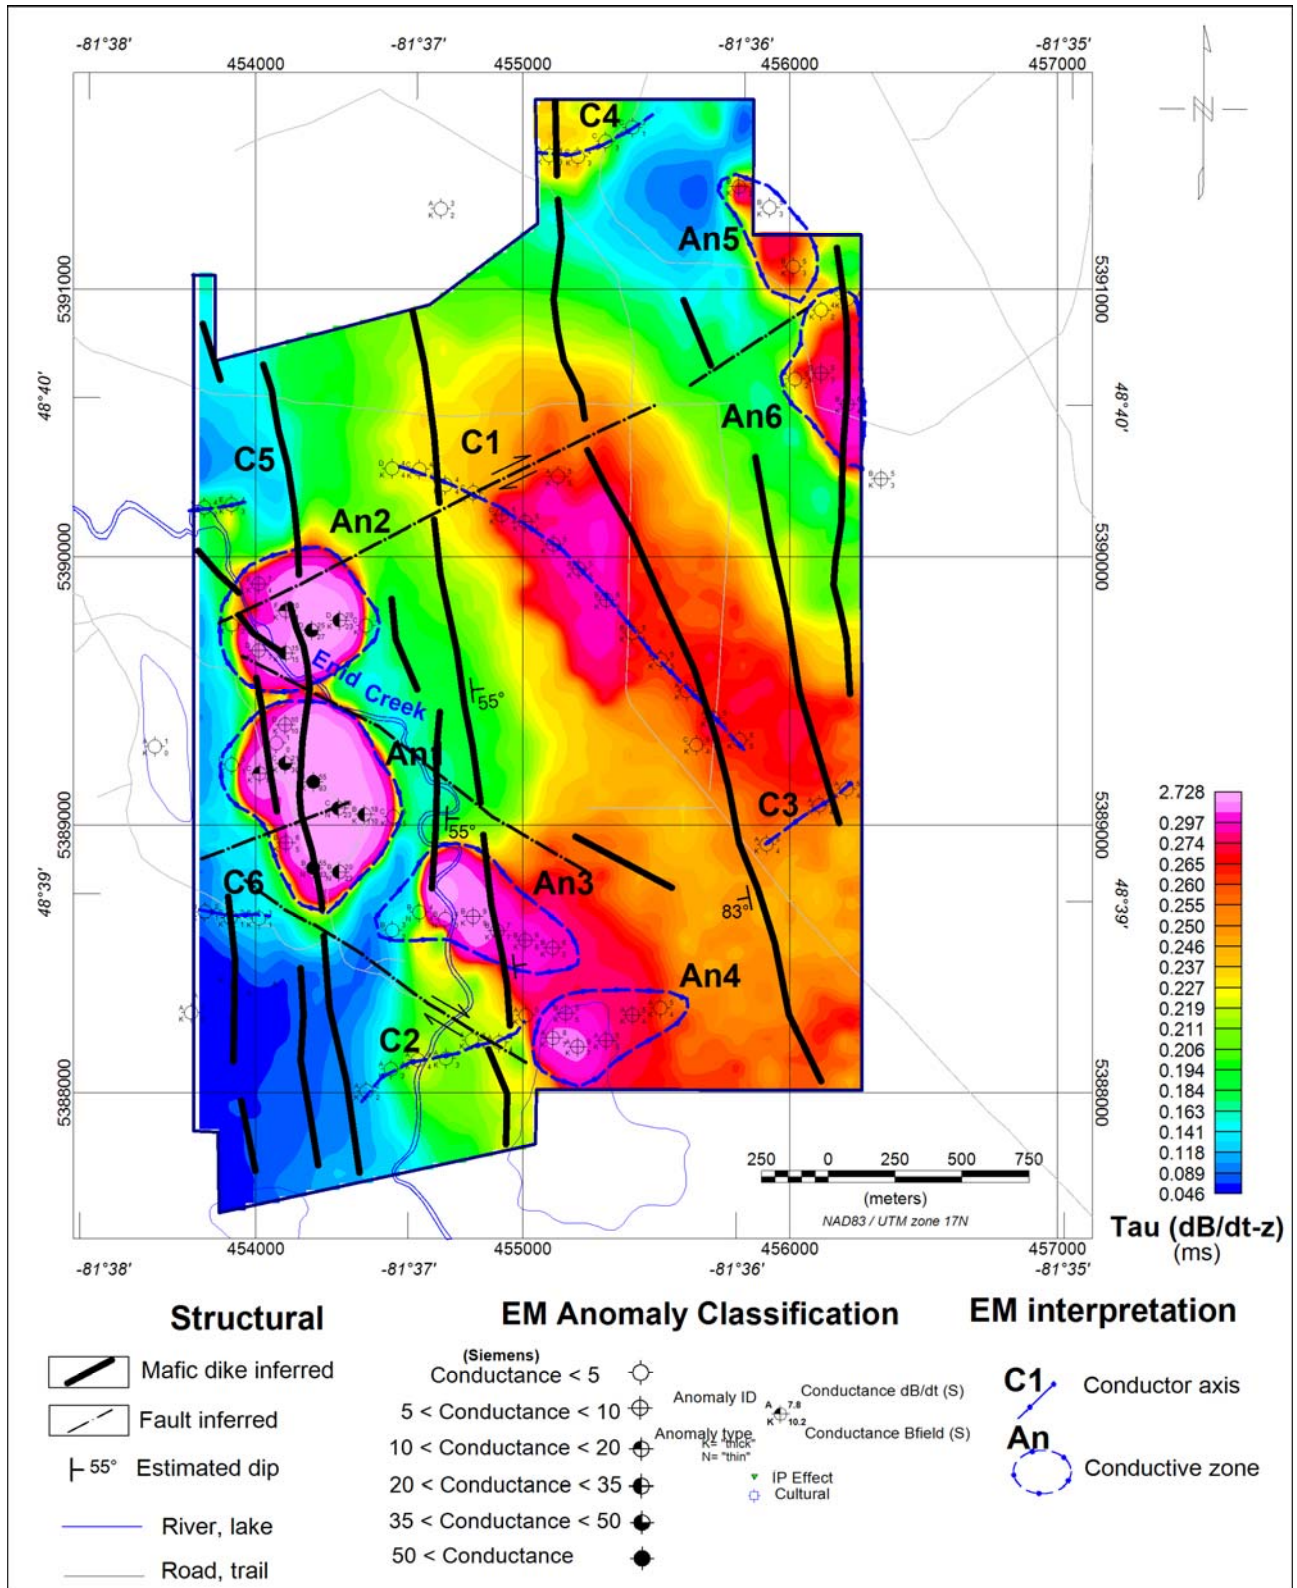 -81°38'
-81°37'
-81°36'
-81°35'
454000
455000
456000
457000
N
C4
An5
5391000
5391000
48°40'
48°40'
An6
C1
C5
An2
5390000
5390000
Enid Creek
55°
An1
C3
55°
5389000
5389000
An3
C6
83°
48°39'
48°39'
An4
C2
5388000
5388000
250 0 250 500 750
(meters)
NAD83 / UTM zone 17N
2.728
0.297
0.274
0.265
0.260
0.255
0.250
0.246
0.237
0.227
0.219
0.211
0.206
0.194
0.184
0.163
0.141
0.118
0.089
0.046
Tau (dB/dt-z)
(ms)
454000
455000
456000
457000
-81°38'
-81°37'
-81°36'
-81°35'
Structural
Mafic dike inferred
Fault inferred
55° Estimated dip
River, lake
Road, trail
EM Anomaly Classification
(Siemens)
Conductance < 5
5 < Conductance < 10
10 < Conductance < 20
20 < Conductance < 35
35 < Conductance < 50
50 < Conductance
Anomaly ID
Conductance dB/dt (S)
A 7.8
K 10.2
Anomaly type
Conductance Bfield (S)
K= "thick"
N= "thin"
IP Effect
Cultural
EM interpretation
C1 Conductor axis
An Conductive zone